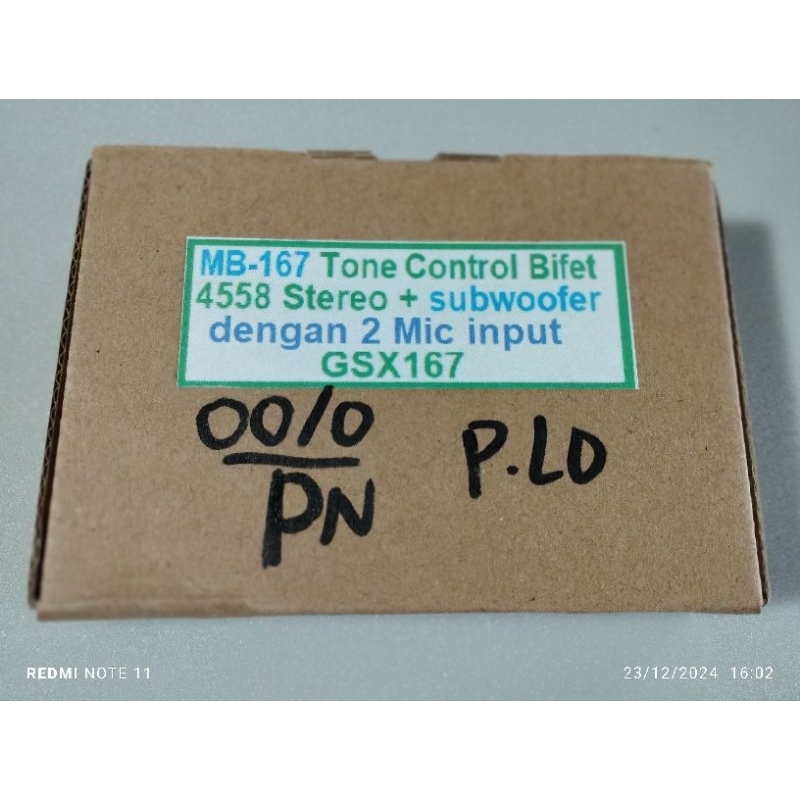 MB-167 Tone Control Bifet
4558 Stereo + subwoofer
dengan 2 Mic input
GSX167
00/0
PN
P.LO
REDMI NOTE 11
23/12/2024 16:02